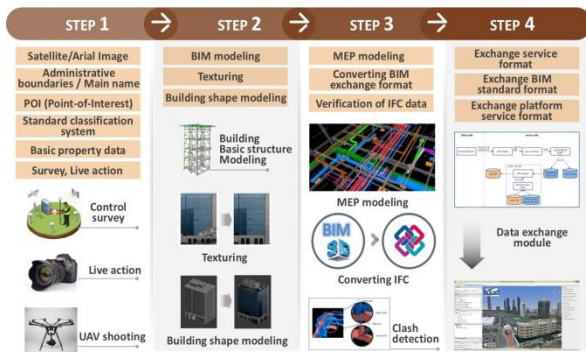 STEP 1
STEP 2
STEP 3
STEP 4
Satellite/Arial Image
Administrative
boundaries / Main name
POI (Point-of-Interest)
Standard classification
system
Basic property data
Survey, Live action
Control
survey
Live action
UAV shooting
BIM modeling
Texturing
Building shape modeling
Building
Basic structure
Modeling
Texturing
Building shape modeling
MEP modeling
Converting BIM
exchange format
Verification of IFC data
MEP modeling
BIM
3D
Converting IFC
Clash
detection
Exchange service
format
Exchange BIM
standard format
Exchange platform
service format
Data exchange
module